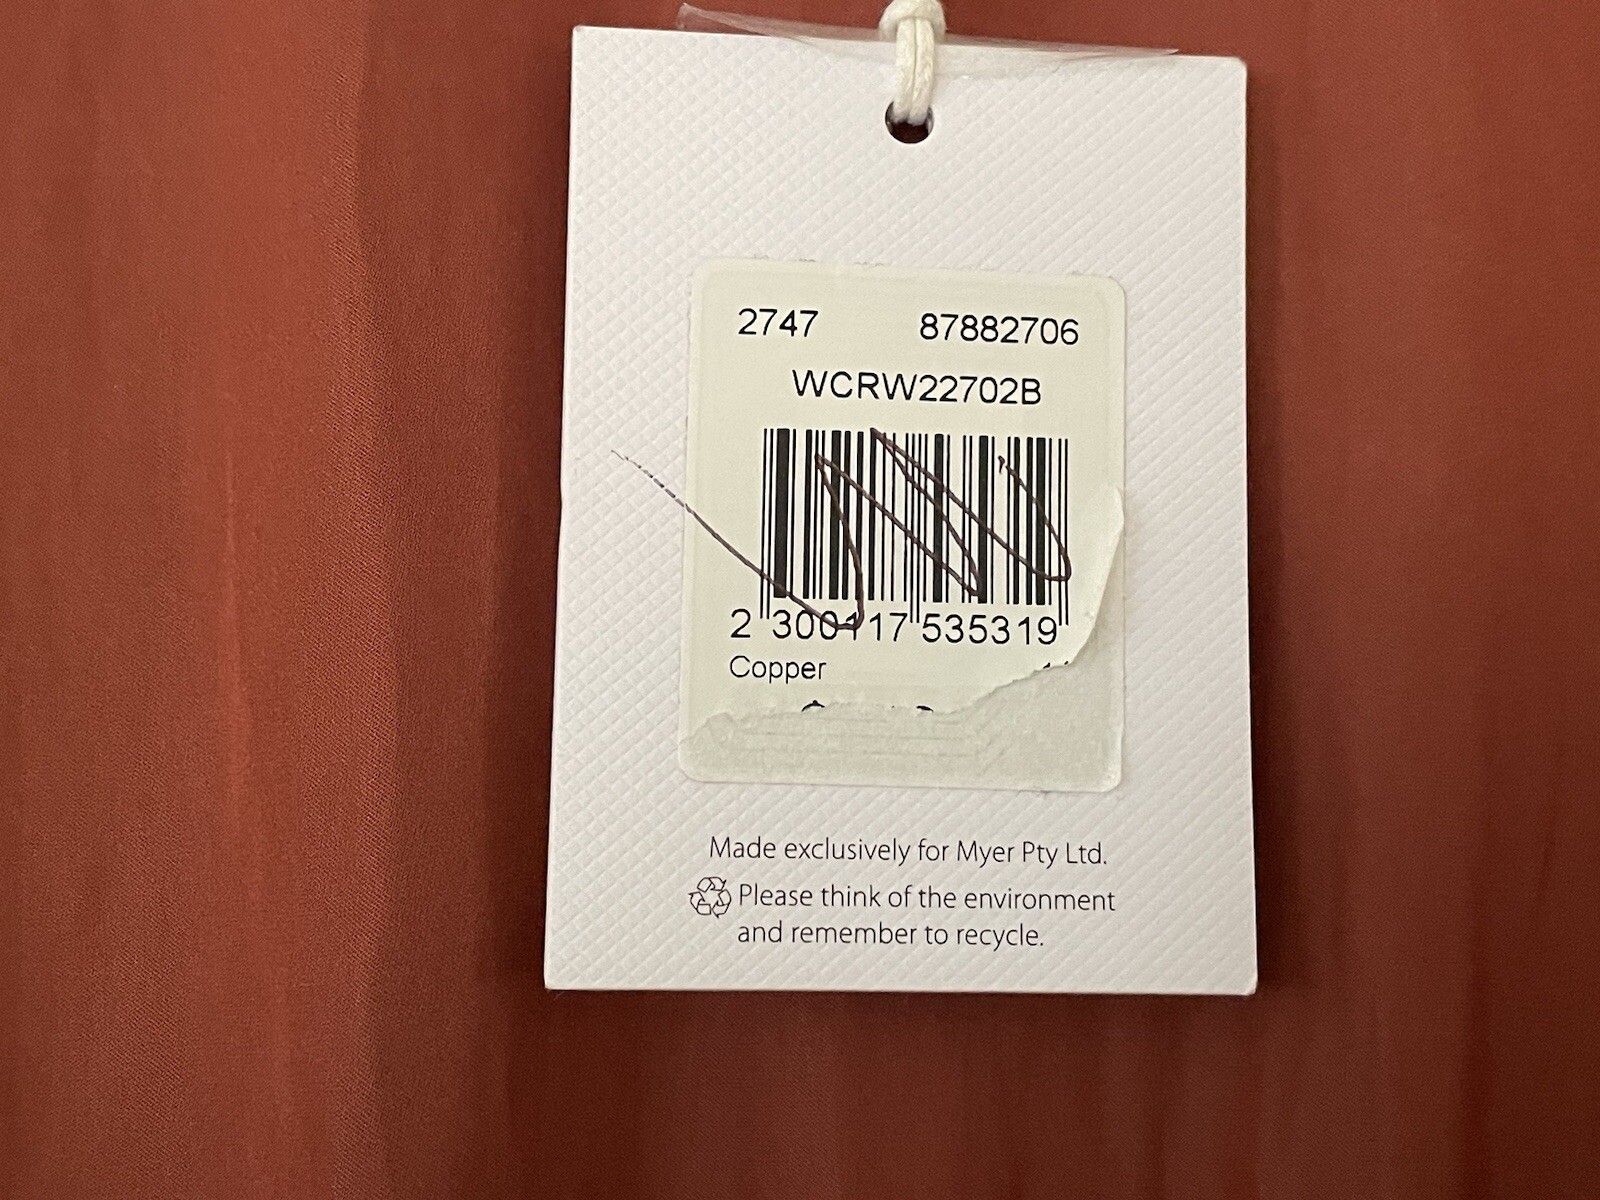 2747 87882706
WCRW22702B
2 300117 535319
Copper
Made exclusively for Myer Pty Ltd.
Please think of the environment
and remember to recycle.